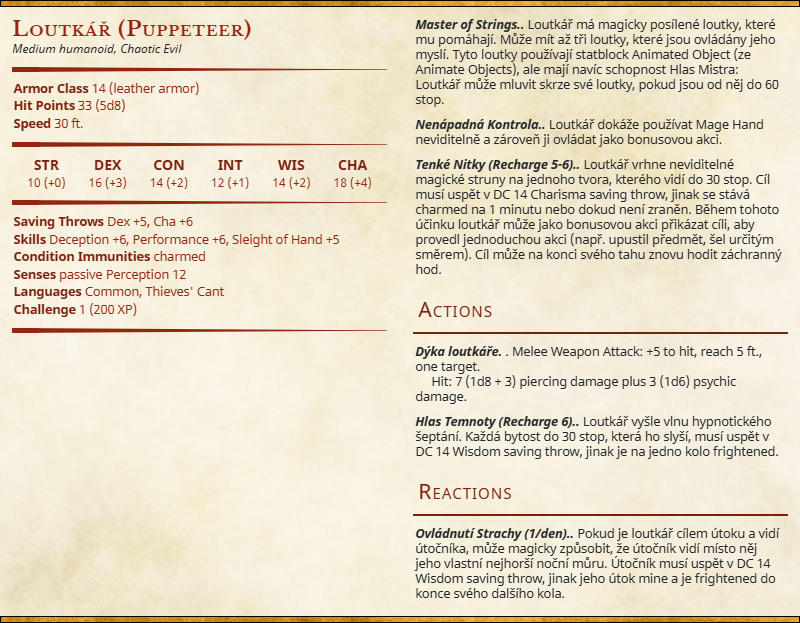 Loutkář (Puppeteer)
Medium humanoid, Chaotic Evil
Armor Class 14 (leather armor)
Hit Points 33 (5d8)
Speed 30 ft.
STR DEX CON INT WIS CHA
10 (+0) 16 (+3) 14 (+2) 12 (+1) 14 (+2) 18 (+4)
Saving Throws Dex +5, Cha +6
Skills Deception +6, Performance +6, Sleight of Hand +5
Condition Immunities charmed
Senses passive Perception 12
Languages Common, Thieves' Cant
Challenge 1 (200 XP)
Master of Strings.. Loutkář má magicky posílené loutky, které
mu pomáhají. Může mít až tři loutky, které jsou ovládány jeho
myslí. Tyto loutky používají statblock Animated Object (ze
Animate Objects), ale mají navíc schopnost Hlas Mistra:
Loutkář může mluvit skrze své loutky, pokud jsou od něj do 60
stop.
Nenápadná Kontrola.. Loutkář dokáže používat Mage Hand
neviditelně a zároveň ji ovládat jako bonusovou akci.
Tenké Nitky (Recharge 5-6).. Loutkář vrhne neviditelné
magické struny na jednoho tvora, kterého vidí do 30 stop. Cíl
musí uspět v DC 14 Charisma saving throw, jinak se stává
charmed na 1 minutu nebo dokud není zraněn. Během tohoto
účinku loutkář může jako bonusovou akci přikázat cíli, aby
provedl jednoduchou akci (např. upustil předmět, šel určitým
směrem). Cíl může na konci svého tahu znovu hodit záchranný
hod.
Actions
Dýka loutkáře. . Melee Weapon Attack: +5 to hit, reach 5 ft.,
one target.
Hit: 7 (1d8 + 3) piercing damage plus 3 (1d6) psychic
damage.
Hlas Temnoty (Recharge 6).. Loutkář vyšle vlnu hypnotického
šeptání. Každá bytost do 30 stop, která ho slyší, musí uspět v
DC 14 Wisdom saving throw, jinak je na jedno kolo frightened.
Reactions
Ovládnutí Strachy (1/den).. Pokud je loutkář cílem útoku a vidí
útočníka, může magicky způsobit, že útočník vidí místo něj
jeho vlastní nejhorší noční můru. Útočník musí uspět v DC 14
Wisdom saving throw, jinak jeho útok mine a je frightened do
konce svého dalšího kola.